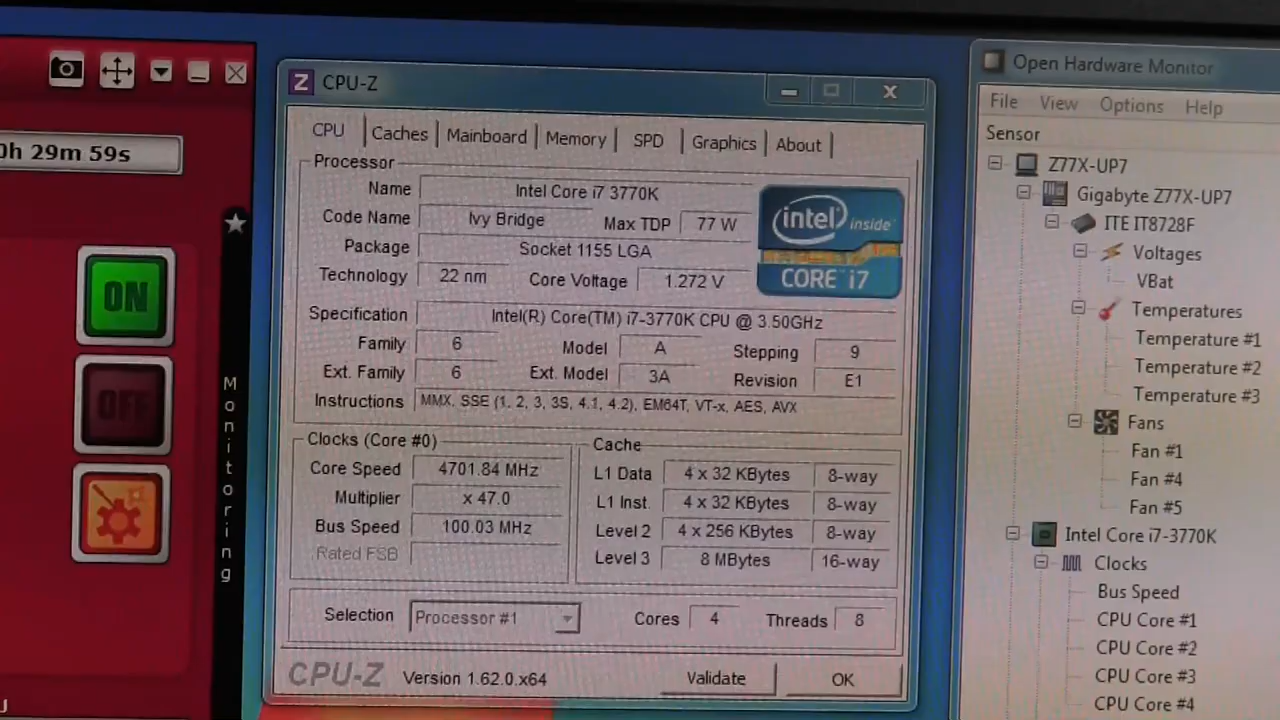 0h 29m 59s
ON
OFF
Monitoring
CPU-Z
CPU Caches Mainboard Memory SPD Graphics About
Processor
Name Intel Core i7 3770K
Code Name Ivy Bridge Max TDP 77 W
Package Socket 1155 LGA
Technology 22 nm Core Voltage 1.272 V
intel inside
CORE i7
Specification Intel(R) Core(TM) i7-3770K CPU @ 3.50GHz
Family 6 Model A Stepping 9
Ext. Family 6 Ext. Model 3A Revision E1
Instructions MMX, SSE (1, 2, 3, 3S, 4.1, 4.2), EM64T, VT-x, AES, AVX
Clocks (Core #0)
Core Speed 4701.84 MHz
Multiplier x 47.0
Bus Speed 100.03 MHz
Rated FSB
Cache
L1 Data 4 x 32 KBytes 8-way
L1 Inst. 4 x 32 KBytes 8-way
Level 2 4 x 256 KBytes 8-way
Level 3 8 MBytes 16-way
Selection Processor #1 Cores 4 Threads 8
CPU-Z Version 1.62.0.x64 Validate OK
Open Hardware Monitor
File View Options Help
Sensor
Z77X-UP7
Gigabyte Z77X-UP7
ITE IT8728F
Voltages
VBat
Temperatures
Temperature #1
Temperature #2
Temperature #3
Fans
Fan #1
Fan #4
Fan #5
Intel Core i7-3770K
Clocks
Bus Speed
CPU Core #1
CPU Core #2
CPU Core #3
CPU Core #4